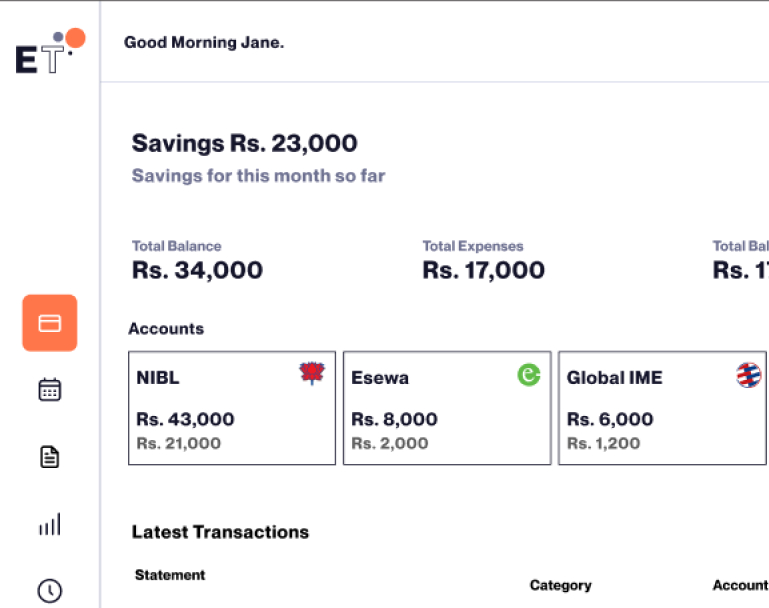 ET
Good Morning Jane.
Savings Rs. 23,000
Savings for this month so far
Total Balance Total Expenses Total Bal
Rs. 34,000 Rs. 17,000 Rs. 1
Accounts
NIBL Esewa e Global IME
Rs. 43,000 Rs. 8,000 Rs. 6,000
Rs. 21,000 Rs. 2,000 Rs. 1,200
Latest Transactions
Statement
Category Account